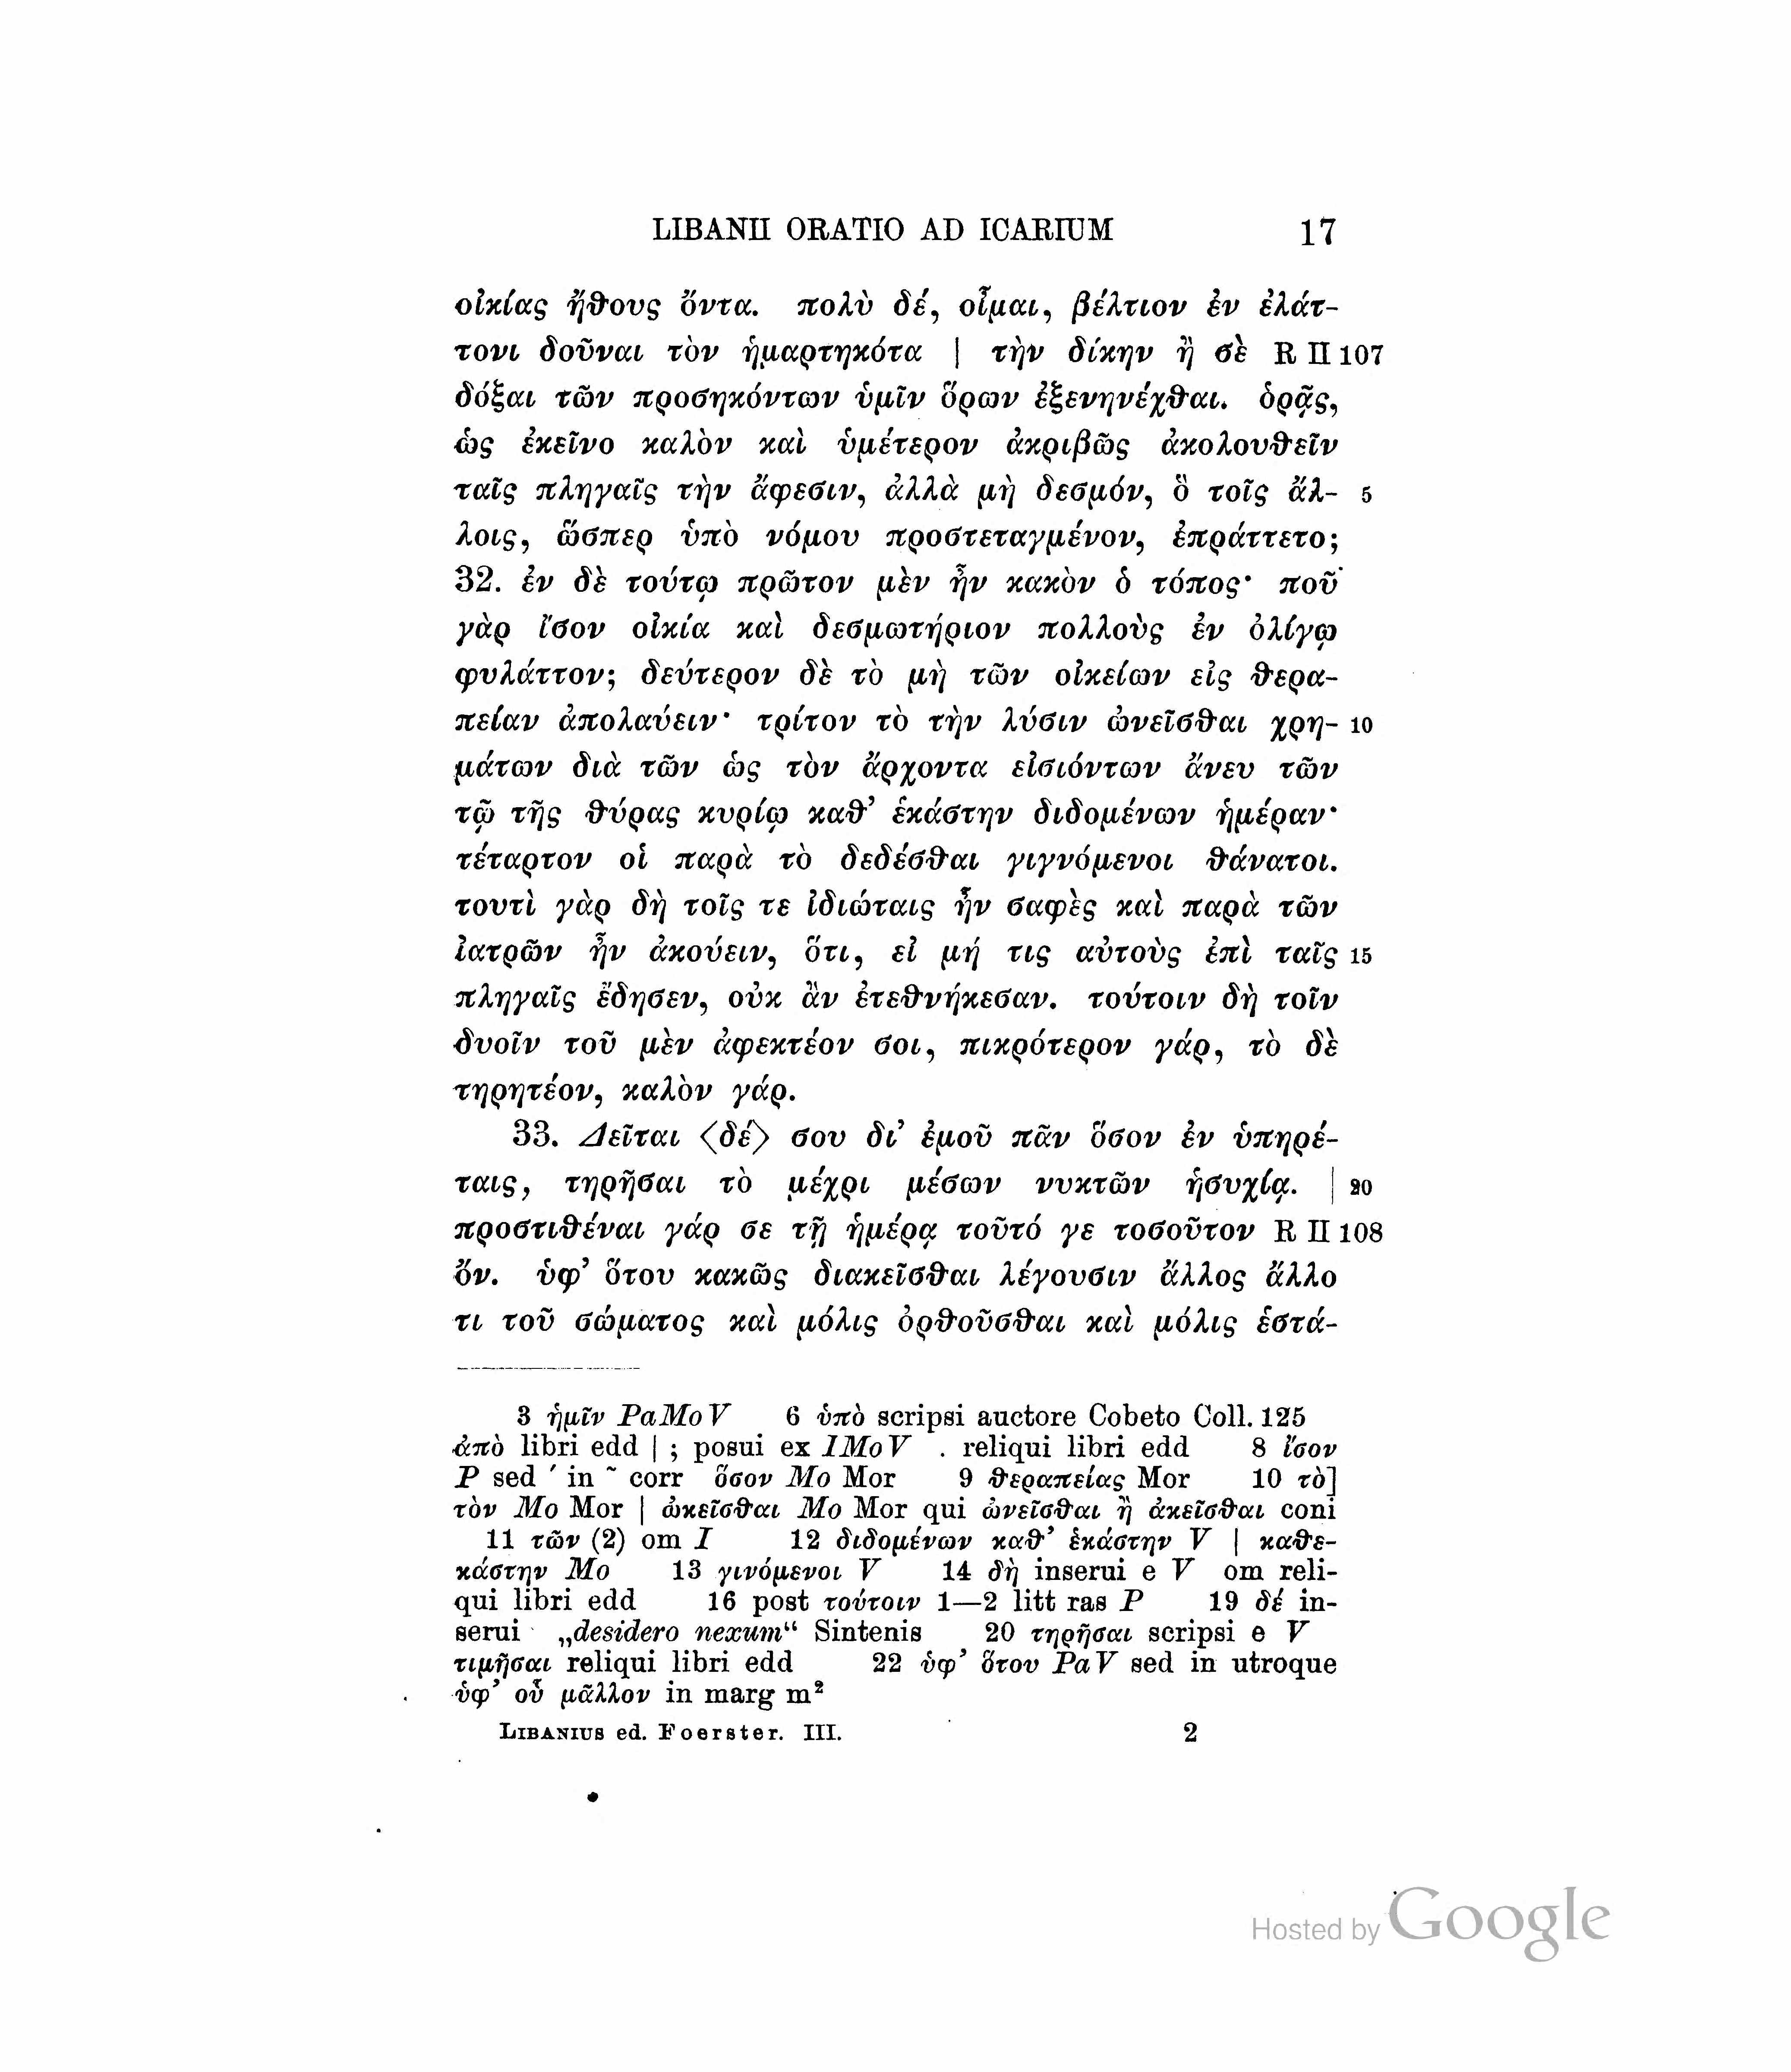 LIBANII ORATIO AD ICARIUM 17
οἰκίας ἤθους ὄντα. πολὺ δέ, οἶμαι, βέλτιον ἐν ἐλάτ-
τονι δοῦναι τὸν ἡμαρτηκότα | τὴν δίκην ἢ σὲ R II 107
δόξαι τῶν προσηκόντων ὑμῖν ὅρων ἐξενηνέχθαι. ὁρᾷς,
ὡς ἐκεῖνο καλὸν καὶ ὑμέτερον ἀκριβῶς ἀκολουθεῖν
ταῖς πληγαῖς τὴν ἄφεσιν, ἀλλὰ μὴ δεσμόν, ὃ τοῖς ἄλ- 5
λοις, ὥσπερ ὑπὸ νόμου προστεταγμένον, ἐπράττετο;
32. ἐν δὲ τούτῳ πρῶτον μὲν ἦν κακὸν ὁ τόπος· ποῦ
γὰρ ἴσον οἰκία καὶ δεσμωτήριον πολλοὺς ἐν ὀλίγῳ
φυλάττον; δεύτερον δὲ τὸ μὴ τῶν οἰκείων εἰς θερα-
πείαν ἀπολαύειν· τρίτον τὸ τὴν λύσιν ὠνεῖσθαι χρη- 10
μάτων διὰ τῶν ὡς τὸν ἄρχοντα εἰσιόντων ἄνευ τῶν
τῷ τῆς θύρας κυρίῳ καθ’ ἑκάστην διδομένων ἡμέραν·
τέταρτον οἱ παρὰ τὸ δεδέσθαι γιγνόμενοι θάνατοι.
τουτὶ γὰρ δὴ τοῖς τε ἰδιώταις ἦν σαφὲς καὶ παρὰ τῶν
ἰατρῶν ἦν ἀκούειν, ὅτι, εἰ μή τις αὐτοὺς ἐπὶ ταῖς 15
πληγαῖς ἔδησεν, οὐκ ἂν ἐτεθνήκεσαν. τούτοιν δὴ τοῖν
δυοῖν τοῦ μὲν ἀφεκτέον σοι, πικρότερον γάρ, τὸ δὲ
τηρητέον, καλὸν γάρ.
33. Δεῖται ⟨δέ⟩ σου δι’ ἐμοῦ πᾶν ὅσον ἐν ὑπηρέ-
ταις, τηρῆσαι τὸ μέχρι μέσων νυκτῶν ἡσυχίᾳ. | 20
προστιθέναι γάρ σε τῇ ἡμέρᾳ τοῦτό γε τοσοῦτον R II 108
ὄν. ὑφ’ ὅτου κακῶς διακεῖσθαι λέγουσιν ἄλλος ἄλλο
τι τοῦ σώματος καὶ μόλις ὀρθοῦσθαι καὶ μόλις ἑστά-
3 ἡμῖν PaMoV 6 ὑπὸ scripsi auctore Cobeto Coll. 125
ἀπὸ libri edd | ; posui ex IMoV . reliqui libri edd 8 ἴσον
P sed ´ in ῀ corr ὅσον Mo Mor 9 θεραπείας Mor 10 τὸ]
τὸν Mo Mor | ὠκεῖσθαι Mo Mor qui ὠνεῖσθαι ἢ ἀκεῖσθαι coni
11 τῶν (2) om I 12 διδομένων καθ’ ἑκάστην V | καθε-
κάστην Mo 13 γινόμενοι V 14 δὴ inserui e V om reli-
qui libri edd 16 post τούτοιν 1—2 litt ras P 19 δέ in-
serui „desidero nexum“ Sintenis 20 τηρῆσαι scripsi e V
τιμῆσαι reliqui libri edd 22 ὑφ’ ὅτου PaV sed in utroque
ὑφ’ οὗ μᾶλλον in marg m²
LIBANIUS ed. Foerster. III. 2
Hosted by Google